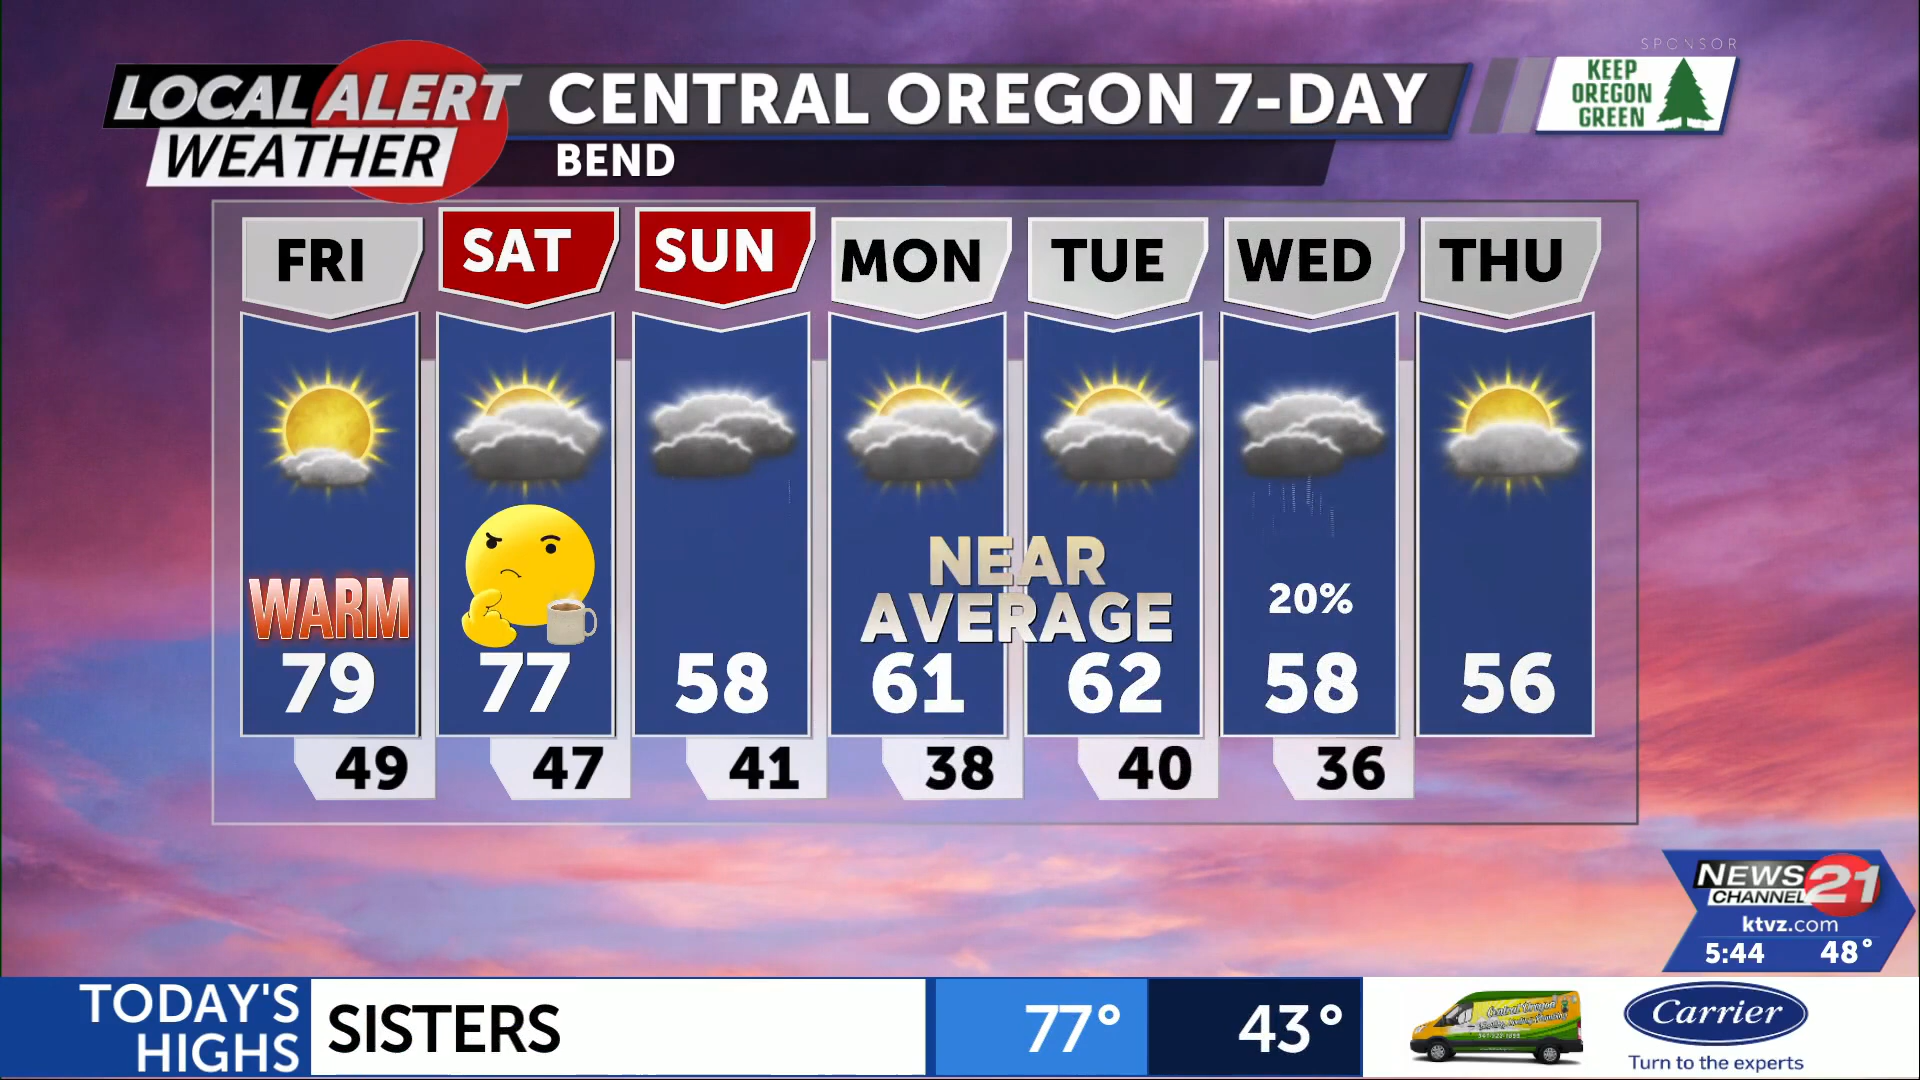 SPONSOR
LOCAL ALERT
WEATHER
CENTRAL OREGON 7-DAY
BEND
KEEP
OREGON
GREEN
FRI
SAT
SUN
MON
TUE
WED
THU
WARM
NEAR
AVERAGE
20%
79
77
58
61
62
58
56
49
47
41
38
40
36
NEWS
CHANNEL
21
ktvz.com
5:44
48°
TODAY'S
HIGHS
SISTERS
77°
43°
Central Oregon
Carrier
Turn to the experts